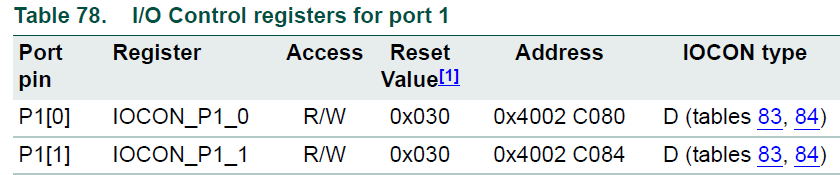 Table 78. I/O Control registers for port 1
Port pin Register Access Reset Value[1] Address IOCON type
P1[0] IOCON_P1_0 R/W 0x030 0x4002 C080 D (tables 83, 84)
P1[1] IOCON_P1_1 R/W 0x030 0x4002 C084 D (tables 83, 84)